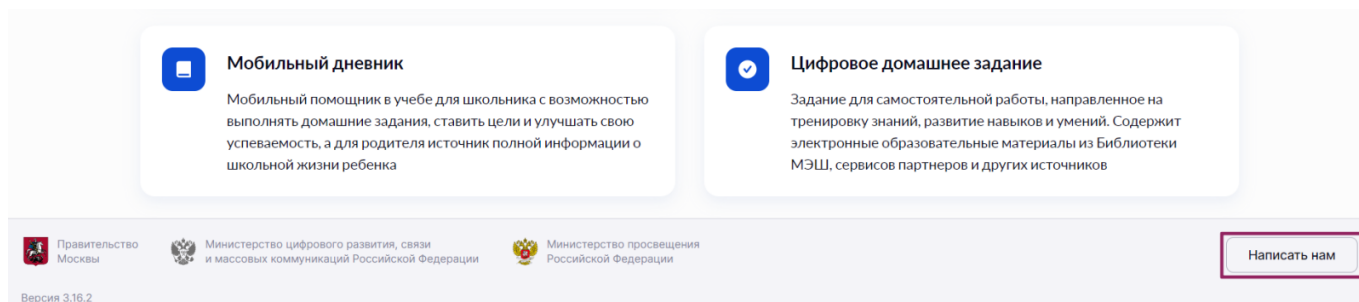 Мобильный дневник
Мобильный помощник в учебе для школьника с возможностью
выполнять домашние задания, ставить цели и улучшать свою
успеваемость, а для родителя источник полной информации о
школьной жизни ребенка
Цифровое домашнее задание
Задание для самостоятельной работы, направленное на
тренировку знаний, развитие навыков и умений. Содержит
электронные образовательные материалы из Библиотеки
МЭШ, сервисов партнеров и других источников
Правительство
Москвы
Министерство цифрового развития, связи
и массовых коммуникаций Российской Федерации
Министерство просвещения
Российской Федерации
Написать нам
Версия 3.16.2